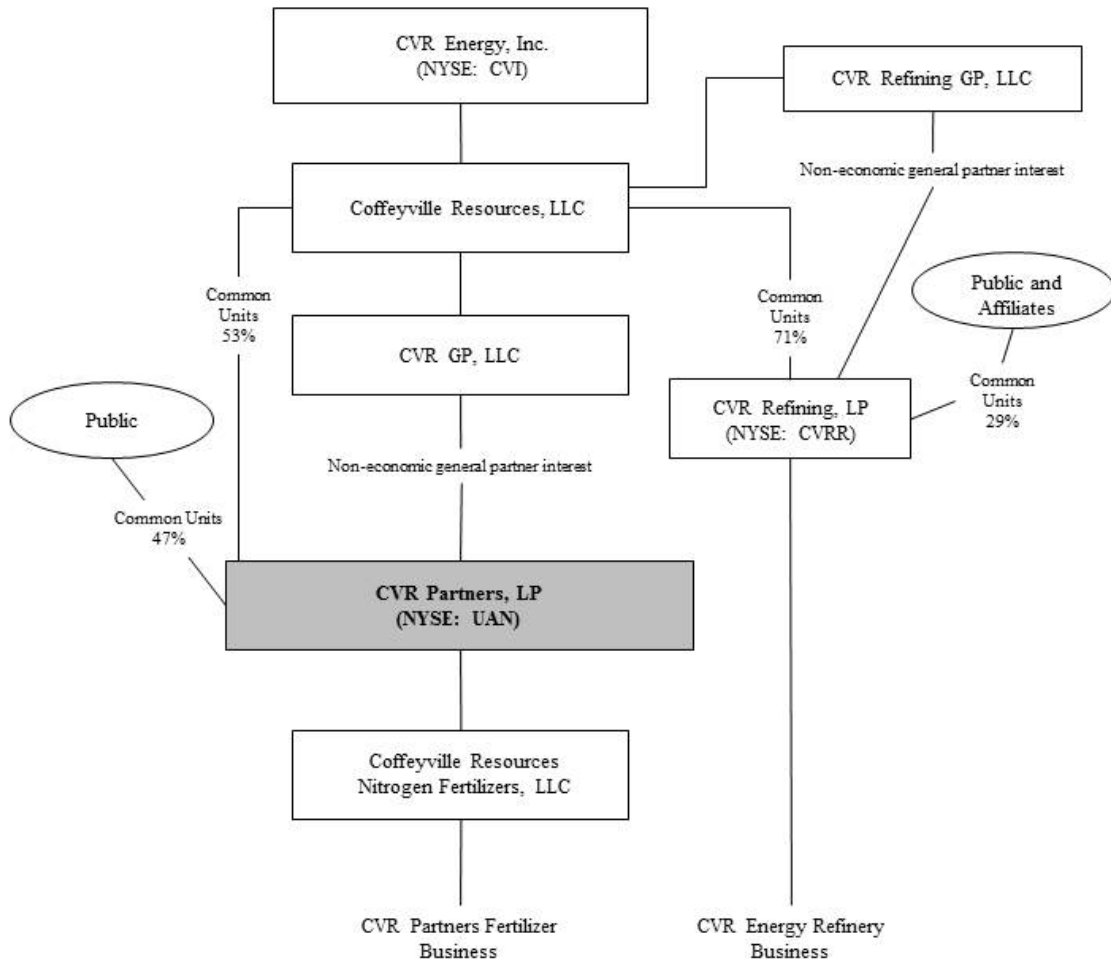 CVR Energy, Inc.
(NYSE: CVI)
CVR Refining GP, LLC
Non-economic general partner interest
Coffeyville Resources, LLC
Common
Units
53%
Common
Units
71%
Public and
Affiliates
CVR GP, LLC
Common
Units
29%
CVR Refining, LP
(NYSE: CVRR)
Public
Non-economic general partner interest
Common Units
47%
CVR Partners, LP
(NYSE: UAN)
Coffeyville Resources
Nitrogen Fertilizers, LLC
CVR Partners Fertilizer
Business
CVR Energy Refinery
Business